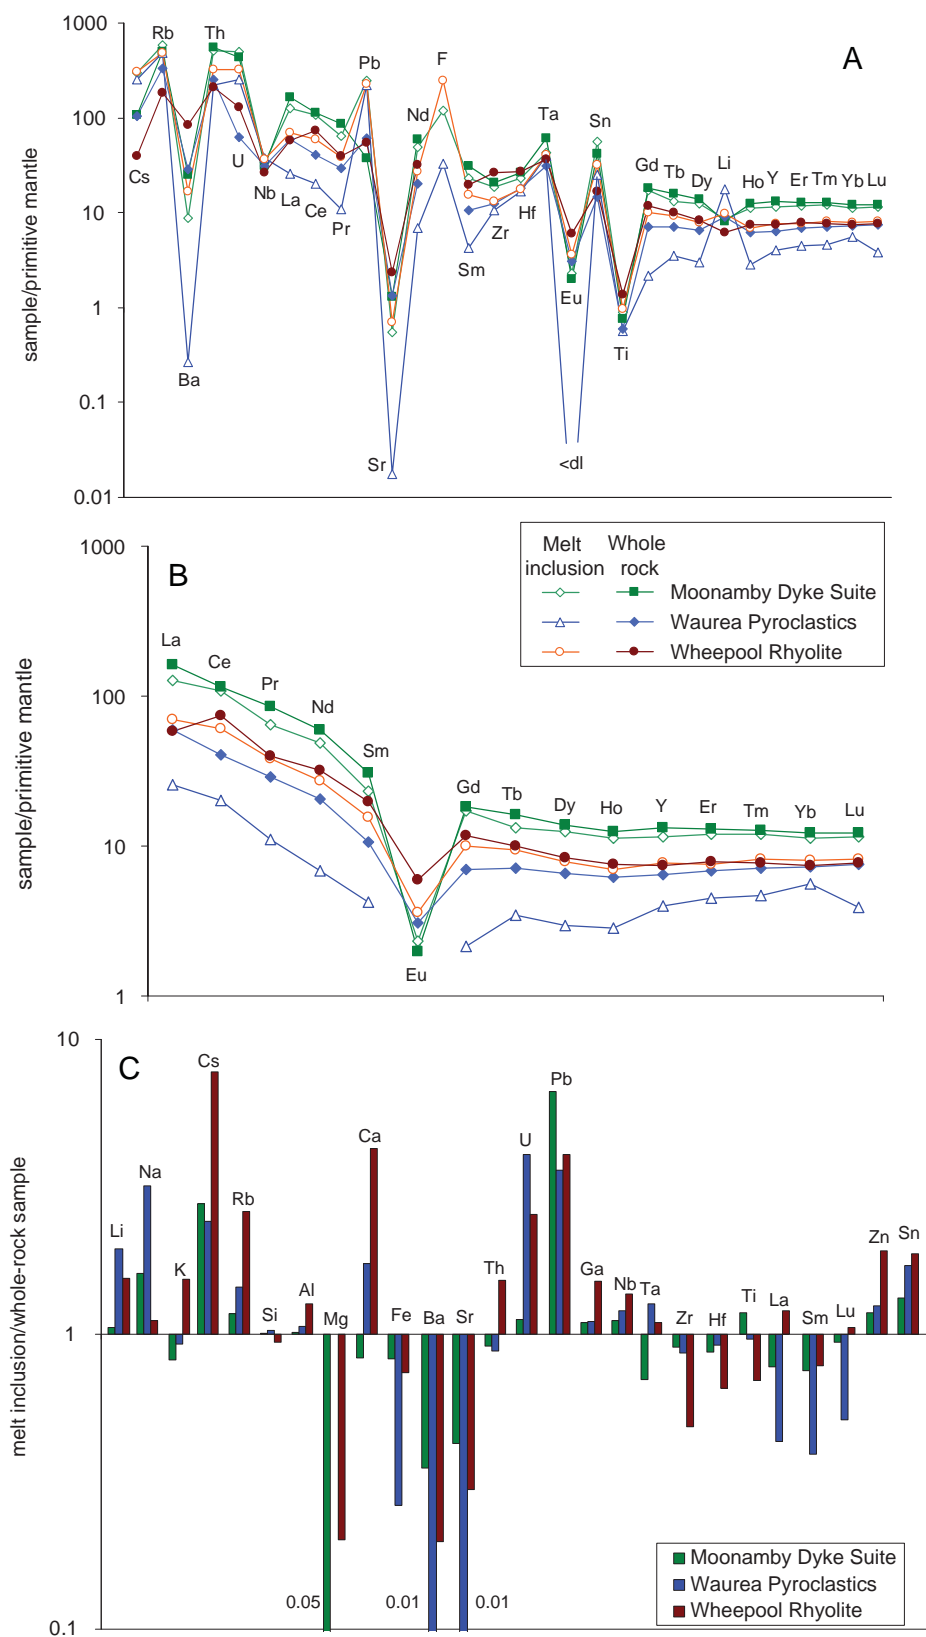 1000
100
10
1
0.1
0.01
sample/primitive mantle
A
Cs
Rb
Ba
Th
U
Nb
La
Ce
Pr
Pb
Sr
Nd
F
Sm
Zr
Hf
Ta
Eu
<dl
Sn
Ti
Gd
Tb
Dy
Li
Ho
Y
Er
Tm
Yb
Lu
1000
100
10
1
sample/primitive mantle
B
Melt inclusion
Whole rock
Moonamby Dyke Suite
Waurea Pyroclastics
Wheepool Rhyolite
La
Ce
Pr
Nd
Sm
Eu
Gd
Tb
Dy
Ho
Y
Er
Tm
Yb
Lu
10
1
0.1
melt inclusion/whole-rock sample
C
Li
Na
K
Cs
Rb
Si
Al
Mg
Ca
Fe
Ba
Sr
Th
U
Pb
Ga
Nb
Ta
Zr
Hf
Ti
La
Sm
Lu
Zn
Sn
0.05
0.01
0.01
Moonamby Dyke Suite
Waurea Pyroclastics
Wheepool Rhyolite